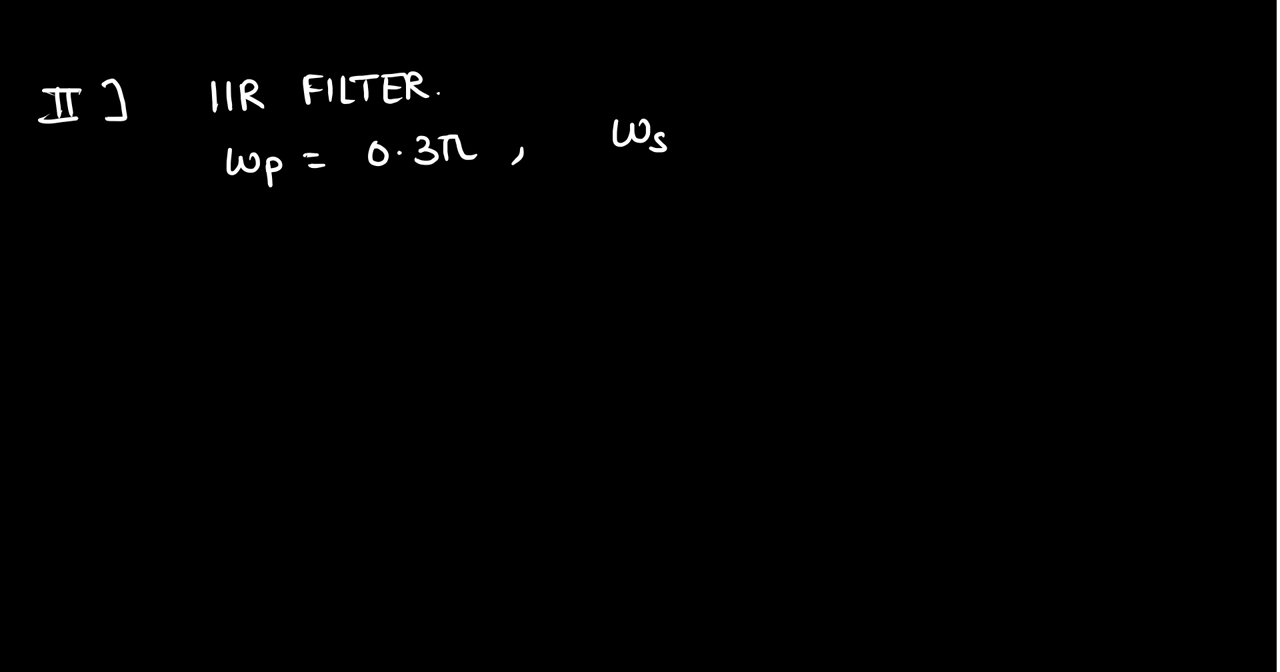 II] IIR FILTER.
ωp = 0.3π, ωs